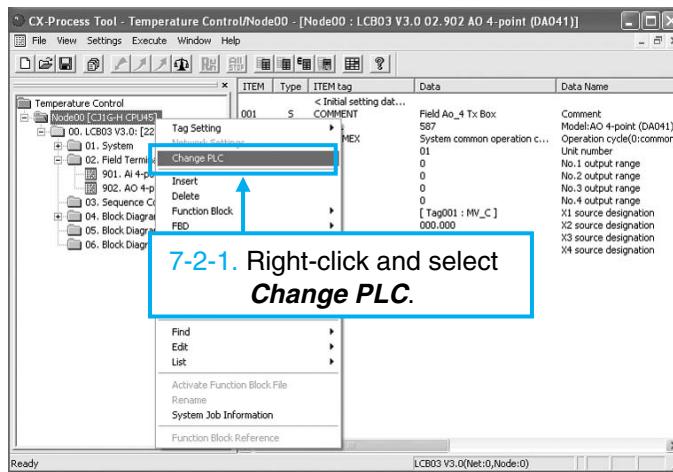 CX-Process Tool - Temperature Control/Node00 - [Node00 : LCB03 V3.0 02.902 AO 4-point (DA041)]
File View Settings Execute Window Help
ITEM Type ITEM tag Data Data Name
Temperature Control
Node00 [CJ1G-H CPU45]
00. LCB03 V3.0: [22
01. System
02. Field Termina
901. Ai 4-po
902. AO 4-p
03. Sequence Co
04. Block Diagra
05. Block Diagra
06. Block Diagr
< Initial setting dat...
001 S COMMENT Field Ao_4 Tx Box Comment
587 Model:AO 4-point (DA041)
MEX System common operation c... Operation cycle(0:common
01 Unit number
0 No.1 output range
0 No.2 output range
0 No.3 output range
0 No.4 output range
[ Tag001 : MV_C ] X1 source designation
000.000 X2 source designation
X3 source designation
X4 source designation
Tag Setting
Network Settings
Change PLC
Insert
Delete
Function Block
FBD
7-2-1. Right-click and select
Change PLC.
Find
Edit
List
Activate Function Block File
Rename
System Job Information
Function Block Reference
Ready LCB03 V3.0(Net:0,Node:0)